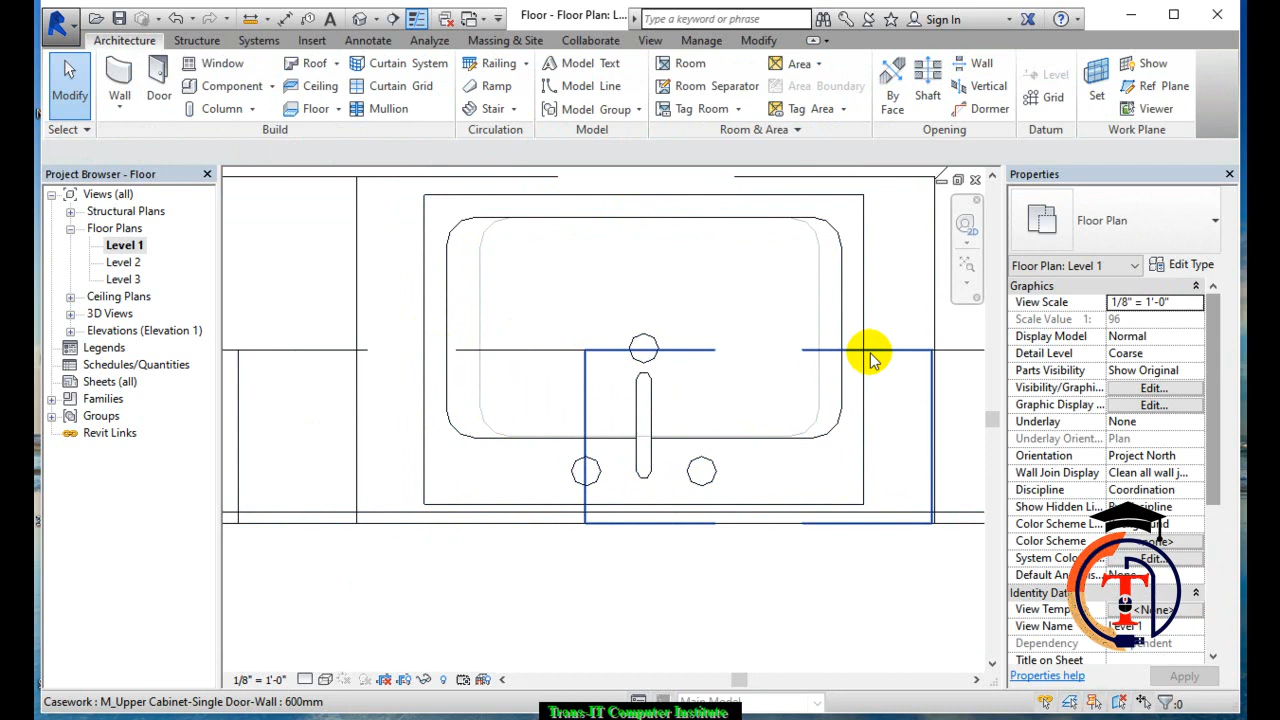 Floor - Floor Plan: L...
Type a keyword or phrase
Sign In
Architecture Structure Systems Insert Annotate Analyze Massing & Site Collaborate View Manage Modify
Modify
Select
Wall
Door
Window
Component
Column
Roof
Ceiling
Floor
Curtain System
Curtain Grid
Mullion
Build
Railing
Ramp
Stair
Circulation
Model Text
Model Line
Model Group
Model
Room
Room Separator
Tag Room
Area
Area Boundary
Tag Area
Room & Area
By Face
Shaft
Wall
Vertical
Dormer
Opening
Level
Grid
Datum
Set
Show
Ref Plane
Viewer
Work Plane
Project Browser - Floor
Views (all)
Structural Plans
Floor Plans
Level 1
Level 2
Level 3
Ceiling Plans
3D Views
Elevations (Elevation 1)
Legends
Schedules/Quantities
Sheets (all)
Families
Groups
Revit Links
2D
Properties
Floor Plan
Floor Plan: Level 1 Edit Type
Graphics
View Scale 1/8" = 1'-0"
Scale Value 1: 96
Display Model Normal
Detail Level Coarse
Parts Visibility Show Original
Visibility/Graphi... Edit...
Graphic Display ... Edit...
Underlay None
Underlay Orient... Plan
Orientation Project North
Wall Join Display Clean all wall j...
Discipline Coordination
Show Hidden Li...
Color Scheme L...
Color Scheme
System Colo... Edit...
Identity Da
View Temp <None>
View Name Level 1
Dependency
Title on Sheet
Properties help Apply
1/8" = 1'-0"
Casework : M_Upper Cabinet-Single Door-Wall : 600mm
Main Model
:0
Trans-IT Computer Institute